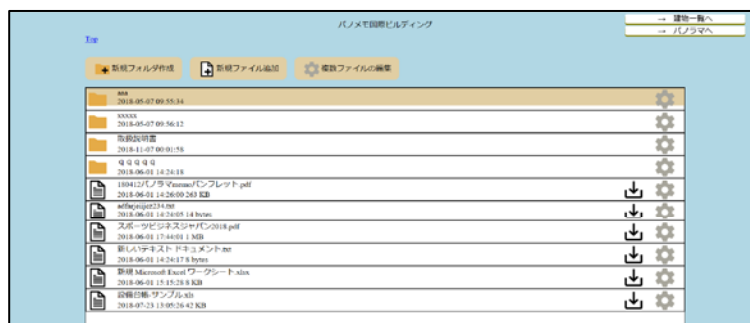 パノメモ国際ビルディング
→ 建物一覧へ
→ パノラマへ
Top
新規フォルダ作成
新規ファイル追加
複数ファイルの編集
aaa
2018-05-07 09:55:34
xxxxx
2018-05-07 09:56:12
取扱説明書
2018-11-07 00:01:58
q q q q q
2018-06-01 14:24:18
180412パノラマmemoパンフレット.pdf
2018-06-01 14:26:00 263 KB
2018-06-01 14:24:05 14 bytes
スポーツビジネスジャパン2018.pdf
2018-06-01 17:44:01 1 MB
新しいテキスト ドキュメント.txt
2018-06-01 14:24:17 8 bytes
新規 Microsoft Excel ワークシート.xlsx
2018-06-01 15:15:28 8 KB
設備台帳-サンプル.xls
2018-07-23 13:05:26 42 KB